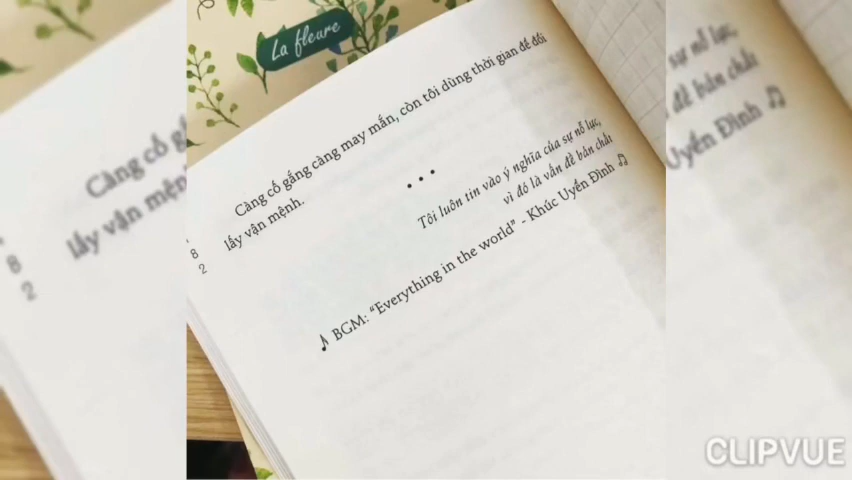 La fleure
Càng cố gắng càng may mắn, còn tôi dùng thời gian để đổi
lấy vận mệnh.
• • •
Tôi luôn tin vào ý nghĩa của sự nỗ lực,
vì đó là vấn đề bản chất
♪ BGM: “Everything in the world” - Khúc Uyển Đình ♫
8
2
Càng cố g
lấy vận mện
8
2
sự nỗ lực,
đề bản chất
Uyển Đình ♫
CLIPVUE